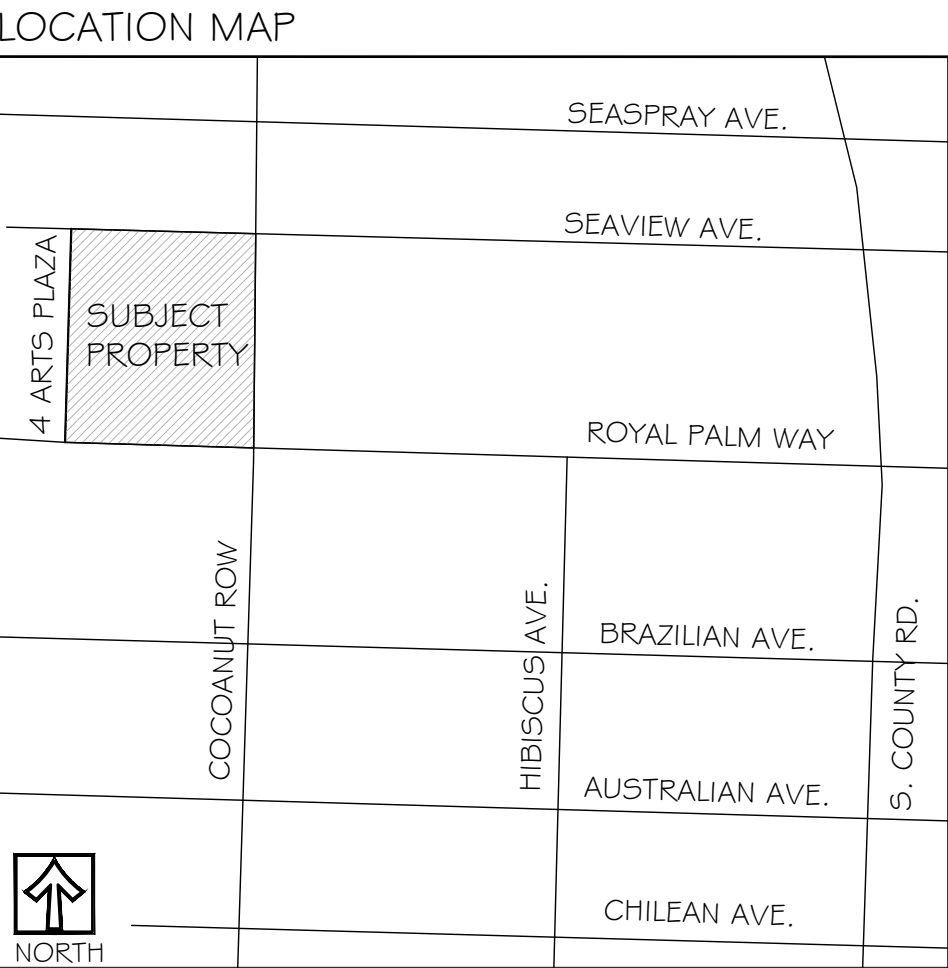 LOCATION MAP
SEASPRAY AVE.
SEAVIEW AVE.
4 ARTS PLAZA
SUBJECT
PROPERTY
ROYAL PALM WAY
COCOANUT ROW
HIBISCUS AVE.
BRAZILIAN AVE.
S. COUNTY RD.
AUSTRALIAN AVE.
CHILEAN AVE.
NORTH